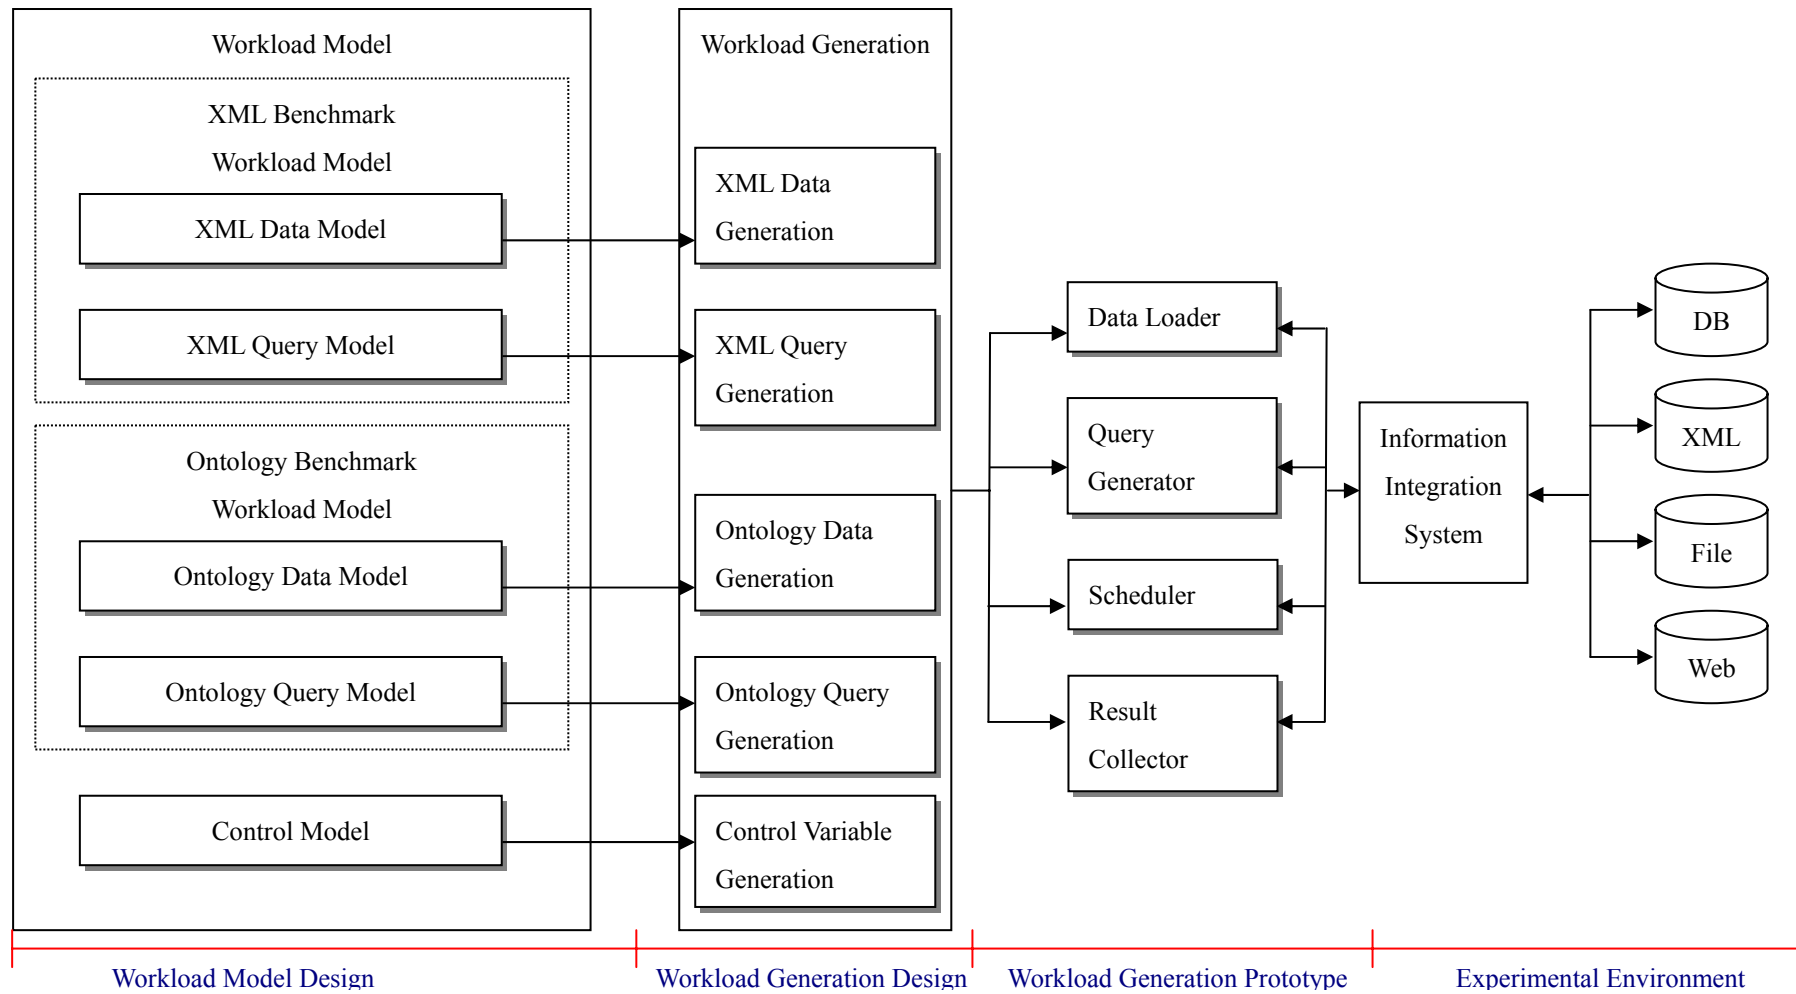 Workload Model
XML Benchmark
Workload Model
XML Data Model
XML Query Model
Ontology Benchmark
Workload Model
Ontology Data Model
Ontology Query Model
Control Model
Workload Generation
XML Data
Generation
XML Query
Generation
Ontology Data
Generation
Ontology Query
Generation
Control Variable
Generation
Data Loader
Query
Generator
Scheduler
Result
Collector
Information
Integration
System
DB
XML
File
Web
Workload Model Design
Workload Generation Design
Workload Generation Prototype
Experimental Environment